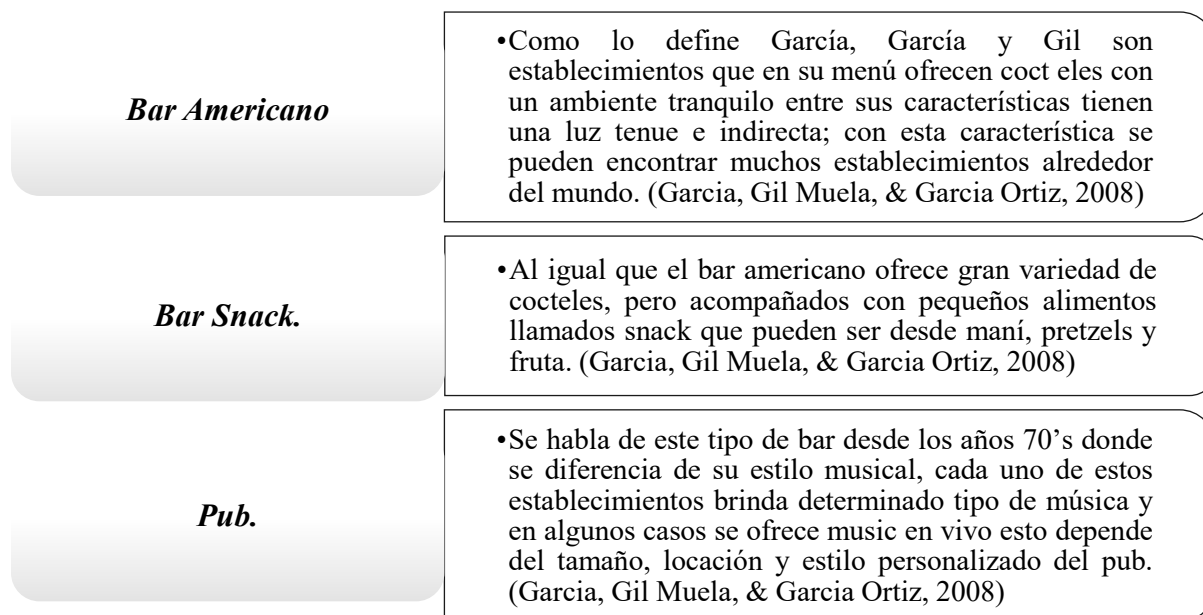 Bar Americano
•Como lo define García, García y Gil son
establecimientos que en su menú ofrecen coct eles con
un ambiente tranquilo entre sus características tienen
una luz tenue e indirecta; con esta característica se
pueden encontrar muchos establecimientos alrededor
del mundo. (Garcia, Gil Muela, & Garcia Ortiz, 2008)
Bar Snack.
•Al igual que el bar americano ofrece gran variedad de
cocteles, pero acompañados con pequeños alimentos
llamados snack que pueden ser desde maní, pretzels y
fruta. (Garcia, Gil Muela, & Garcia Ortiz, 2008)
Pub.
•Se habla de este tipo de bar desde los años 70’s donde
se diferencia de su estilo musical, cada uno de estos
establecimientos brinda determinado tipo de música y
en algunos casos se ofrece music en vivo esto depende
del tamaño, locación y estilo personalizado del pub.
(Garcia, Gil Muela, & Garcia Ortiz, 2008)